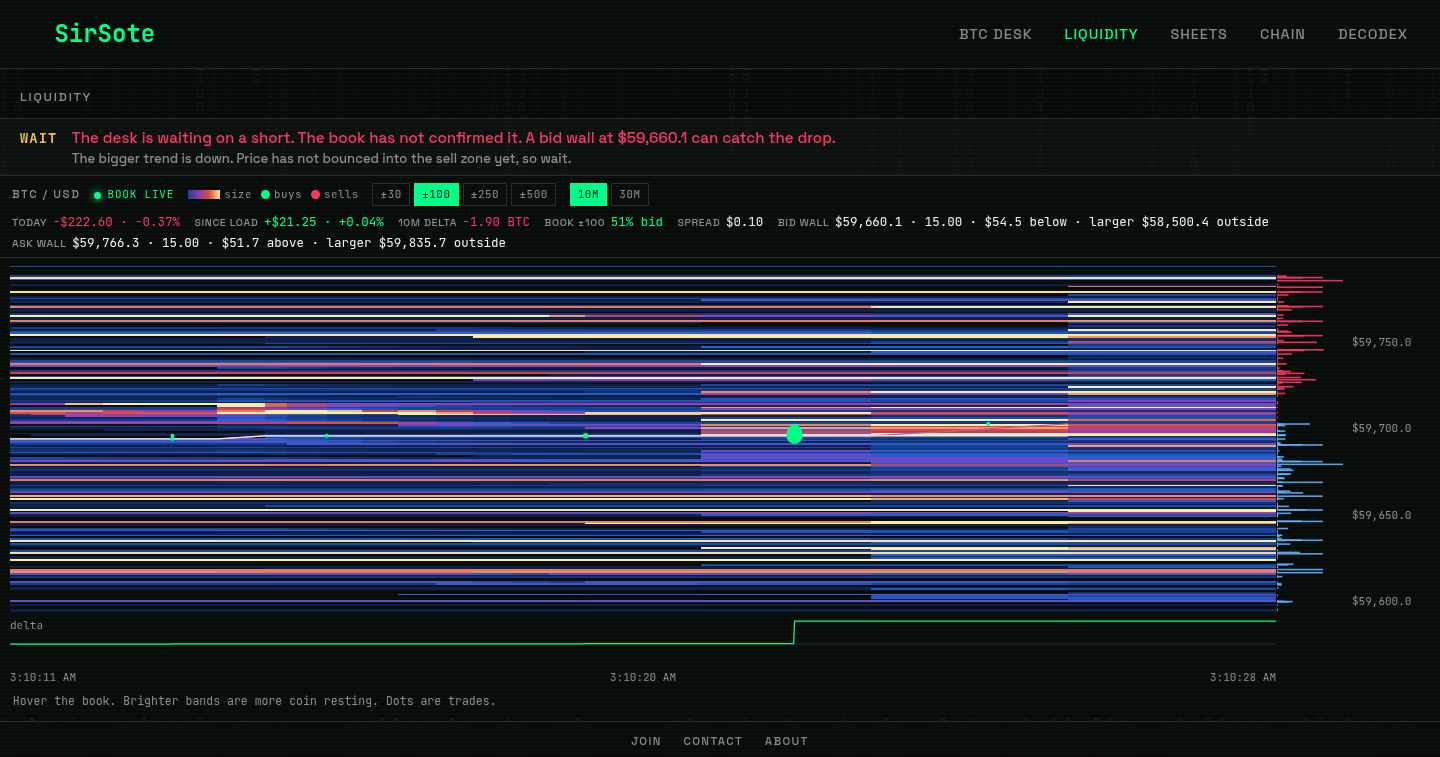 SirSote
BTC DESK LIQUIDITY SHEETS CHAIN DECODEX
LIQUIDITY
WAIT The desk is waiting on a short. The book has not confirmed it. A bid wall at $59,660.1 can catch the drop.
The bigger trend is down. Price has not bounced into the sell zone yet, so wait.
BTC / USD BOOK LIVE size buys sells ±30 ±100 ±250 ±500 10M 30M
TODAY -$222.60 · -0.37% SINCE LOAD +$21.25 · +0.04% 10M DELTA -1.90 BTC BOOK ±100 51% bid SPREAD $0.10 BID WALL $59,660.1 · 15.00 · $54.5 below · larger $58,500.4 outside
ASK WALL $59,766.3 · 15.00 · $51.7 above · larger $59,835.7 outside
$59,750.0
$59,700.0
$59,650.0
$59,600.0
delta
3:10:11 AM 3:10:20 AM 3:10:28 AM
Hover the book. Brighter bands are more coin resting. Dots are trades.
JOIN CONTACT ABOUT